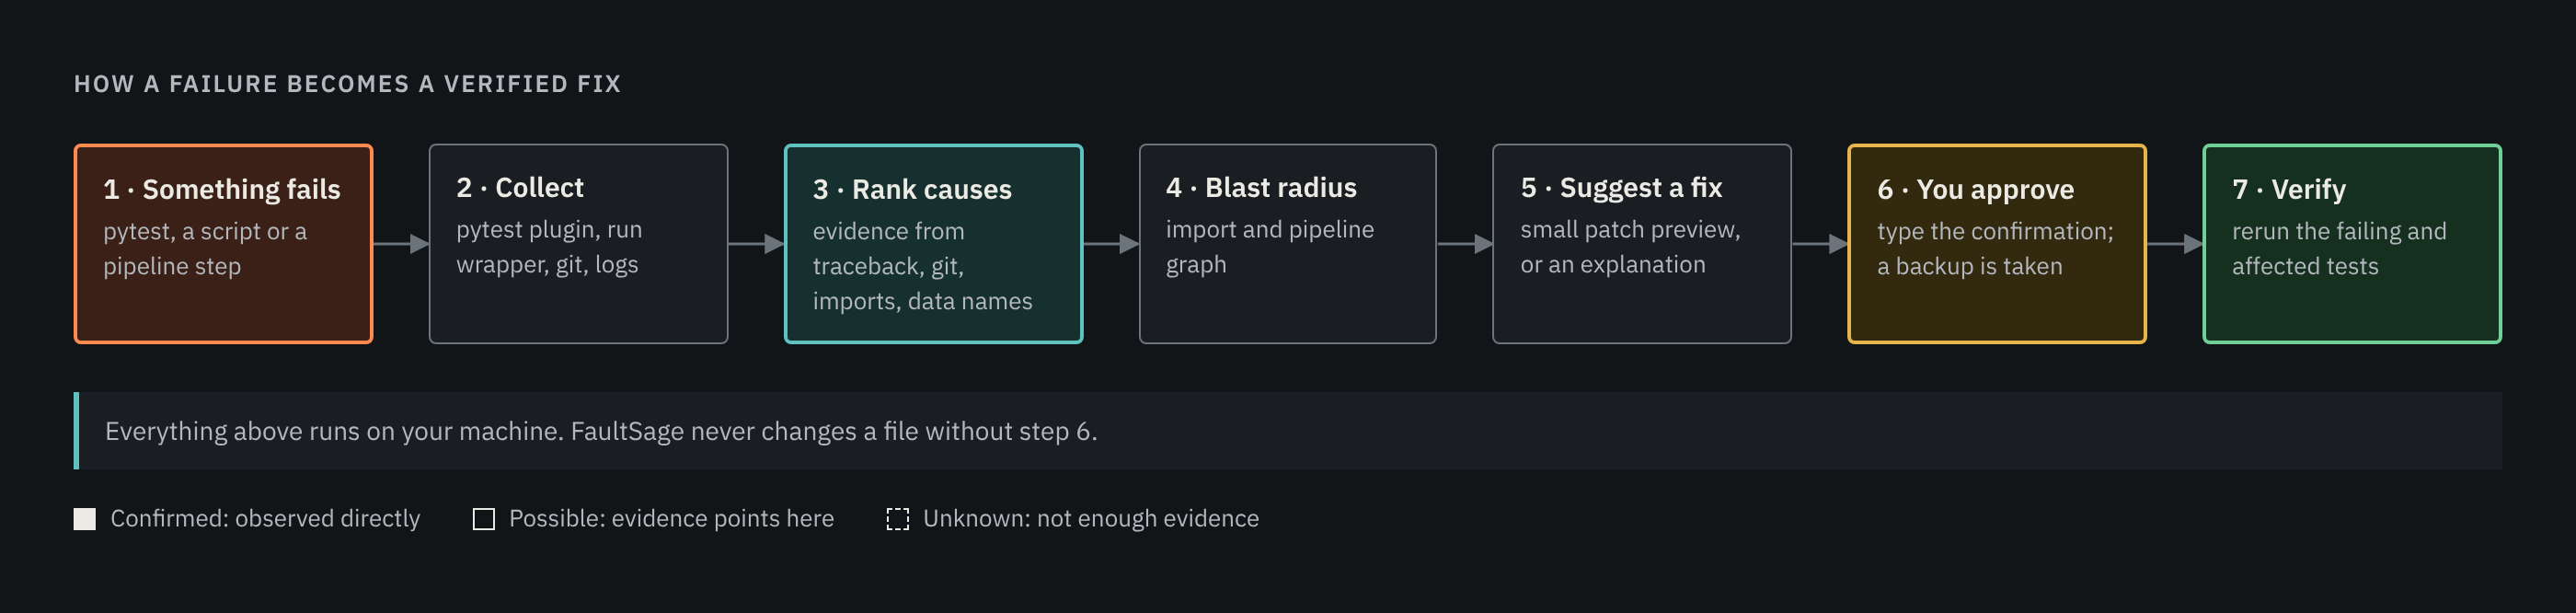 HOW A FAILURE BECOMES A VERIFIED FIX
1 · Something fails
pytest, a script or a
pipeline step
2 · Collect
pytest plugin, run
wrapper, git, logs
3 · Rank causes
evidence from
traceback, git,
imports, data names
4 · Blast radius
import and pipeline
graph
5 · Suggest a fix
small patch preview,
or an explanation
6 · You approve
type the confirmation;
a backup is taken
7 · Verify
rerun the failing and
affected tests
Everything above runs on your machine. FaultSage never changes a file without step 6.
Confirmed: observed directly
Possible: evidence points here
Unknown: not enough evidence